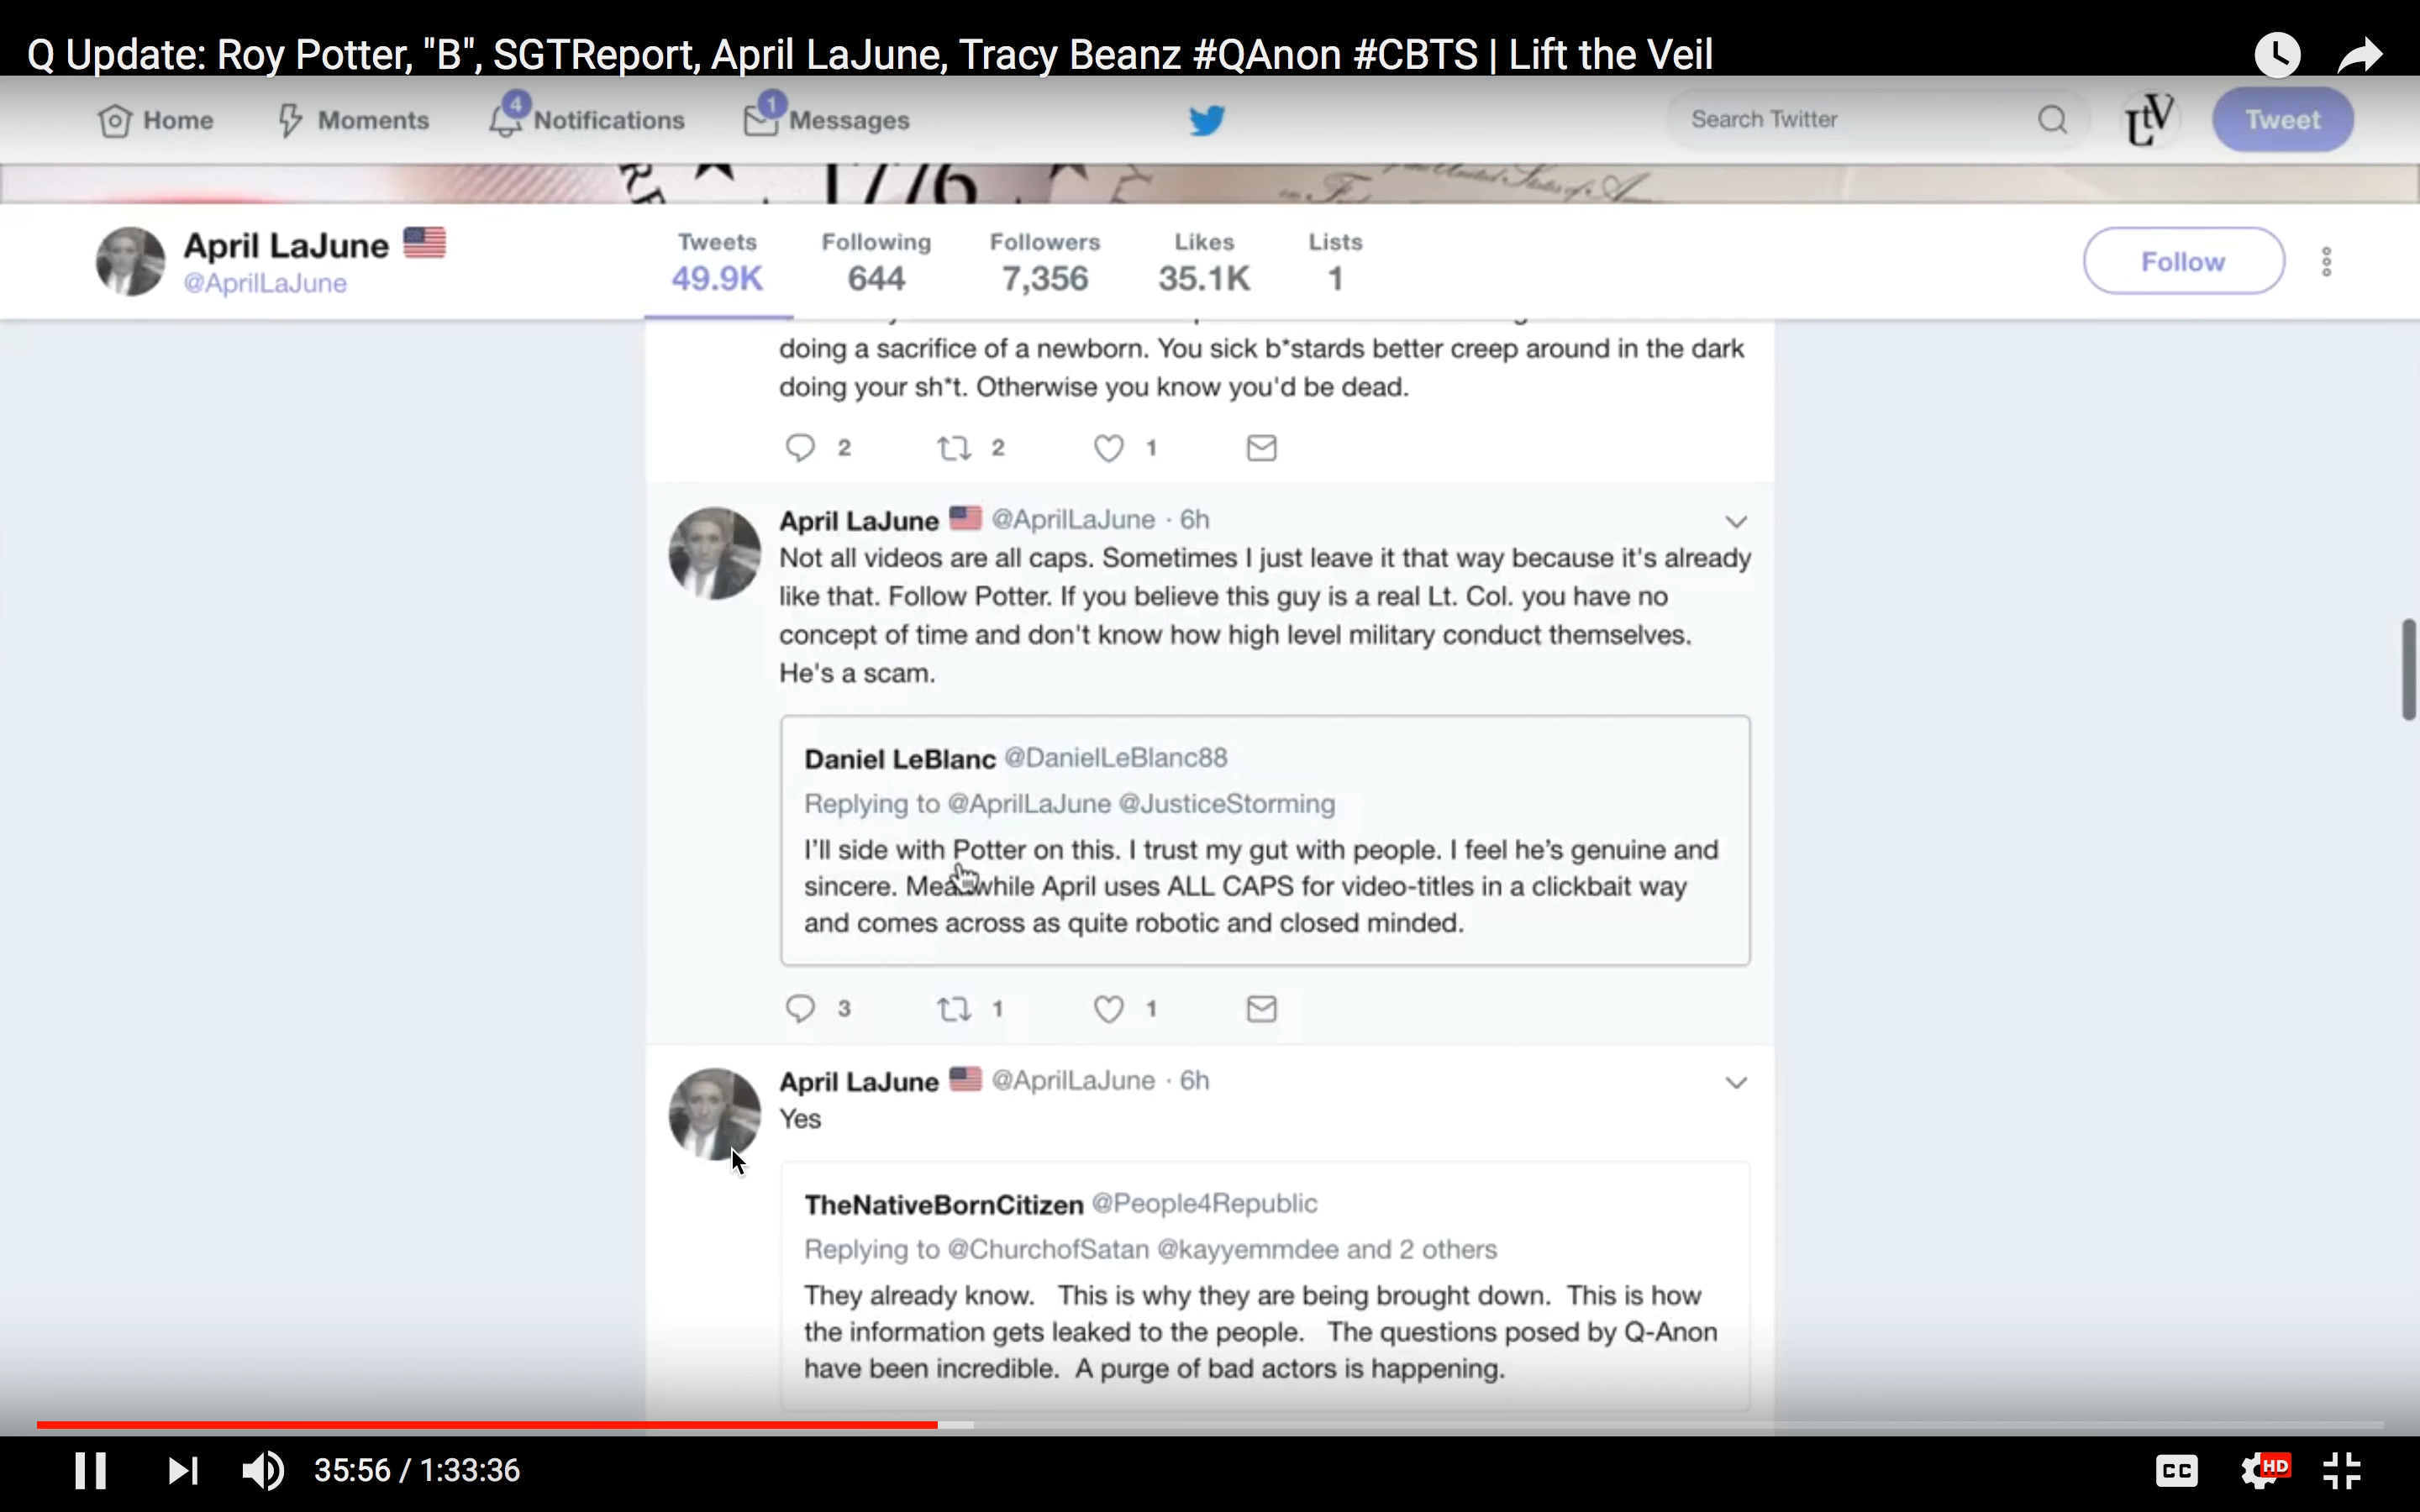 Q Update: Roy Potter, "B", SGTReport, April LaJune, Tracy Beanz #QAnon #CBTS | Lift the Veil
Home
Moments
4
Notifications
1
Messages
Search Twitter
LtV
Tweet
1776
April LaJune
@AprilLaJune
Tweets
49.9K
Following
644
Followers
7,356
Likes
35.1K
Lists
1
Follow
doing a sacrifice of a newborn. You sick b*stards better creep around in the dark
doing your sh*t. Otherwise you know you'd be dead.
2 2 1
April LaJune @AprilLaJune · 6h
Not all videos are all caps. Sometimes I just leave it that way because it's already
like that. Follow Potter. If you believe this guy is a real Lt. Col. you have no
concept of time and don't know how high level military conduct themselves.
He's a scam.
Daniel LeBlanc @DanielLeBlanc88
Replying to @AprilLaJune @JusticeStorming
I'll side with Potter on this. I trust my gut with people. I feel he's genuine and
sincere. Meanwhile April uses ALL CAPS for video-titles in a clickbait way
and comes across as quite robotic and closed minded.
3 1 1
April LaJune @AprilLaJune · 6h
Yes
TheNativeBornCitizen @People4Republic
Replying to @ChurchofSatan @kayyemmdee and 2 others
They already know. This is why they are being brought down. This is how
the information gets leaked to the people. The questions posed by Q-Anon
have been incredible. A purge of bad actors is happening.
35:56 / 1:33:36
CC
HD